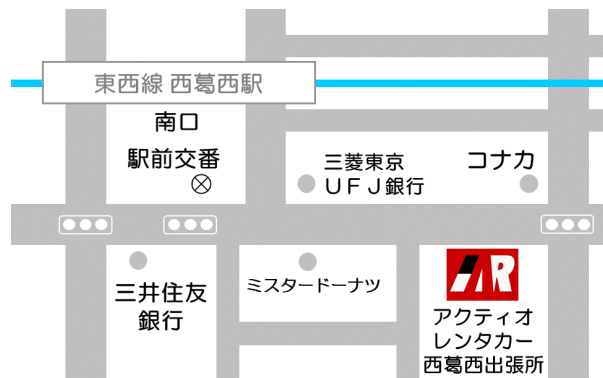 東西線 西葛西駅
南口
駅前交番
三菱東京
ＵＦＪ銀行
コナカ
三井住友
銀行
ミスタードーナツ
AR
アクティオ
レンタカー
西葛西出張所